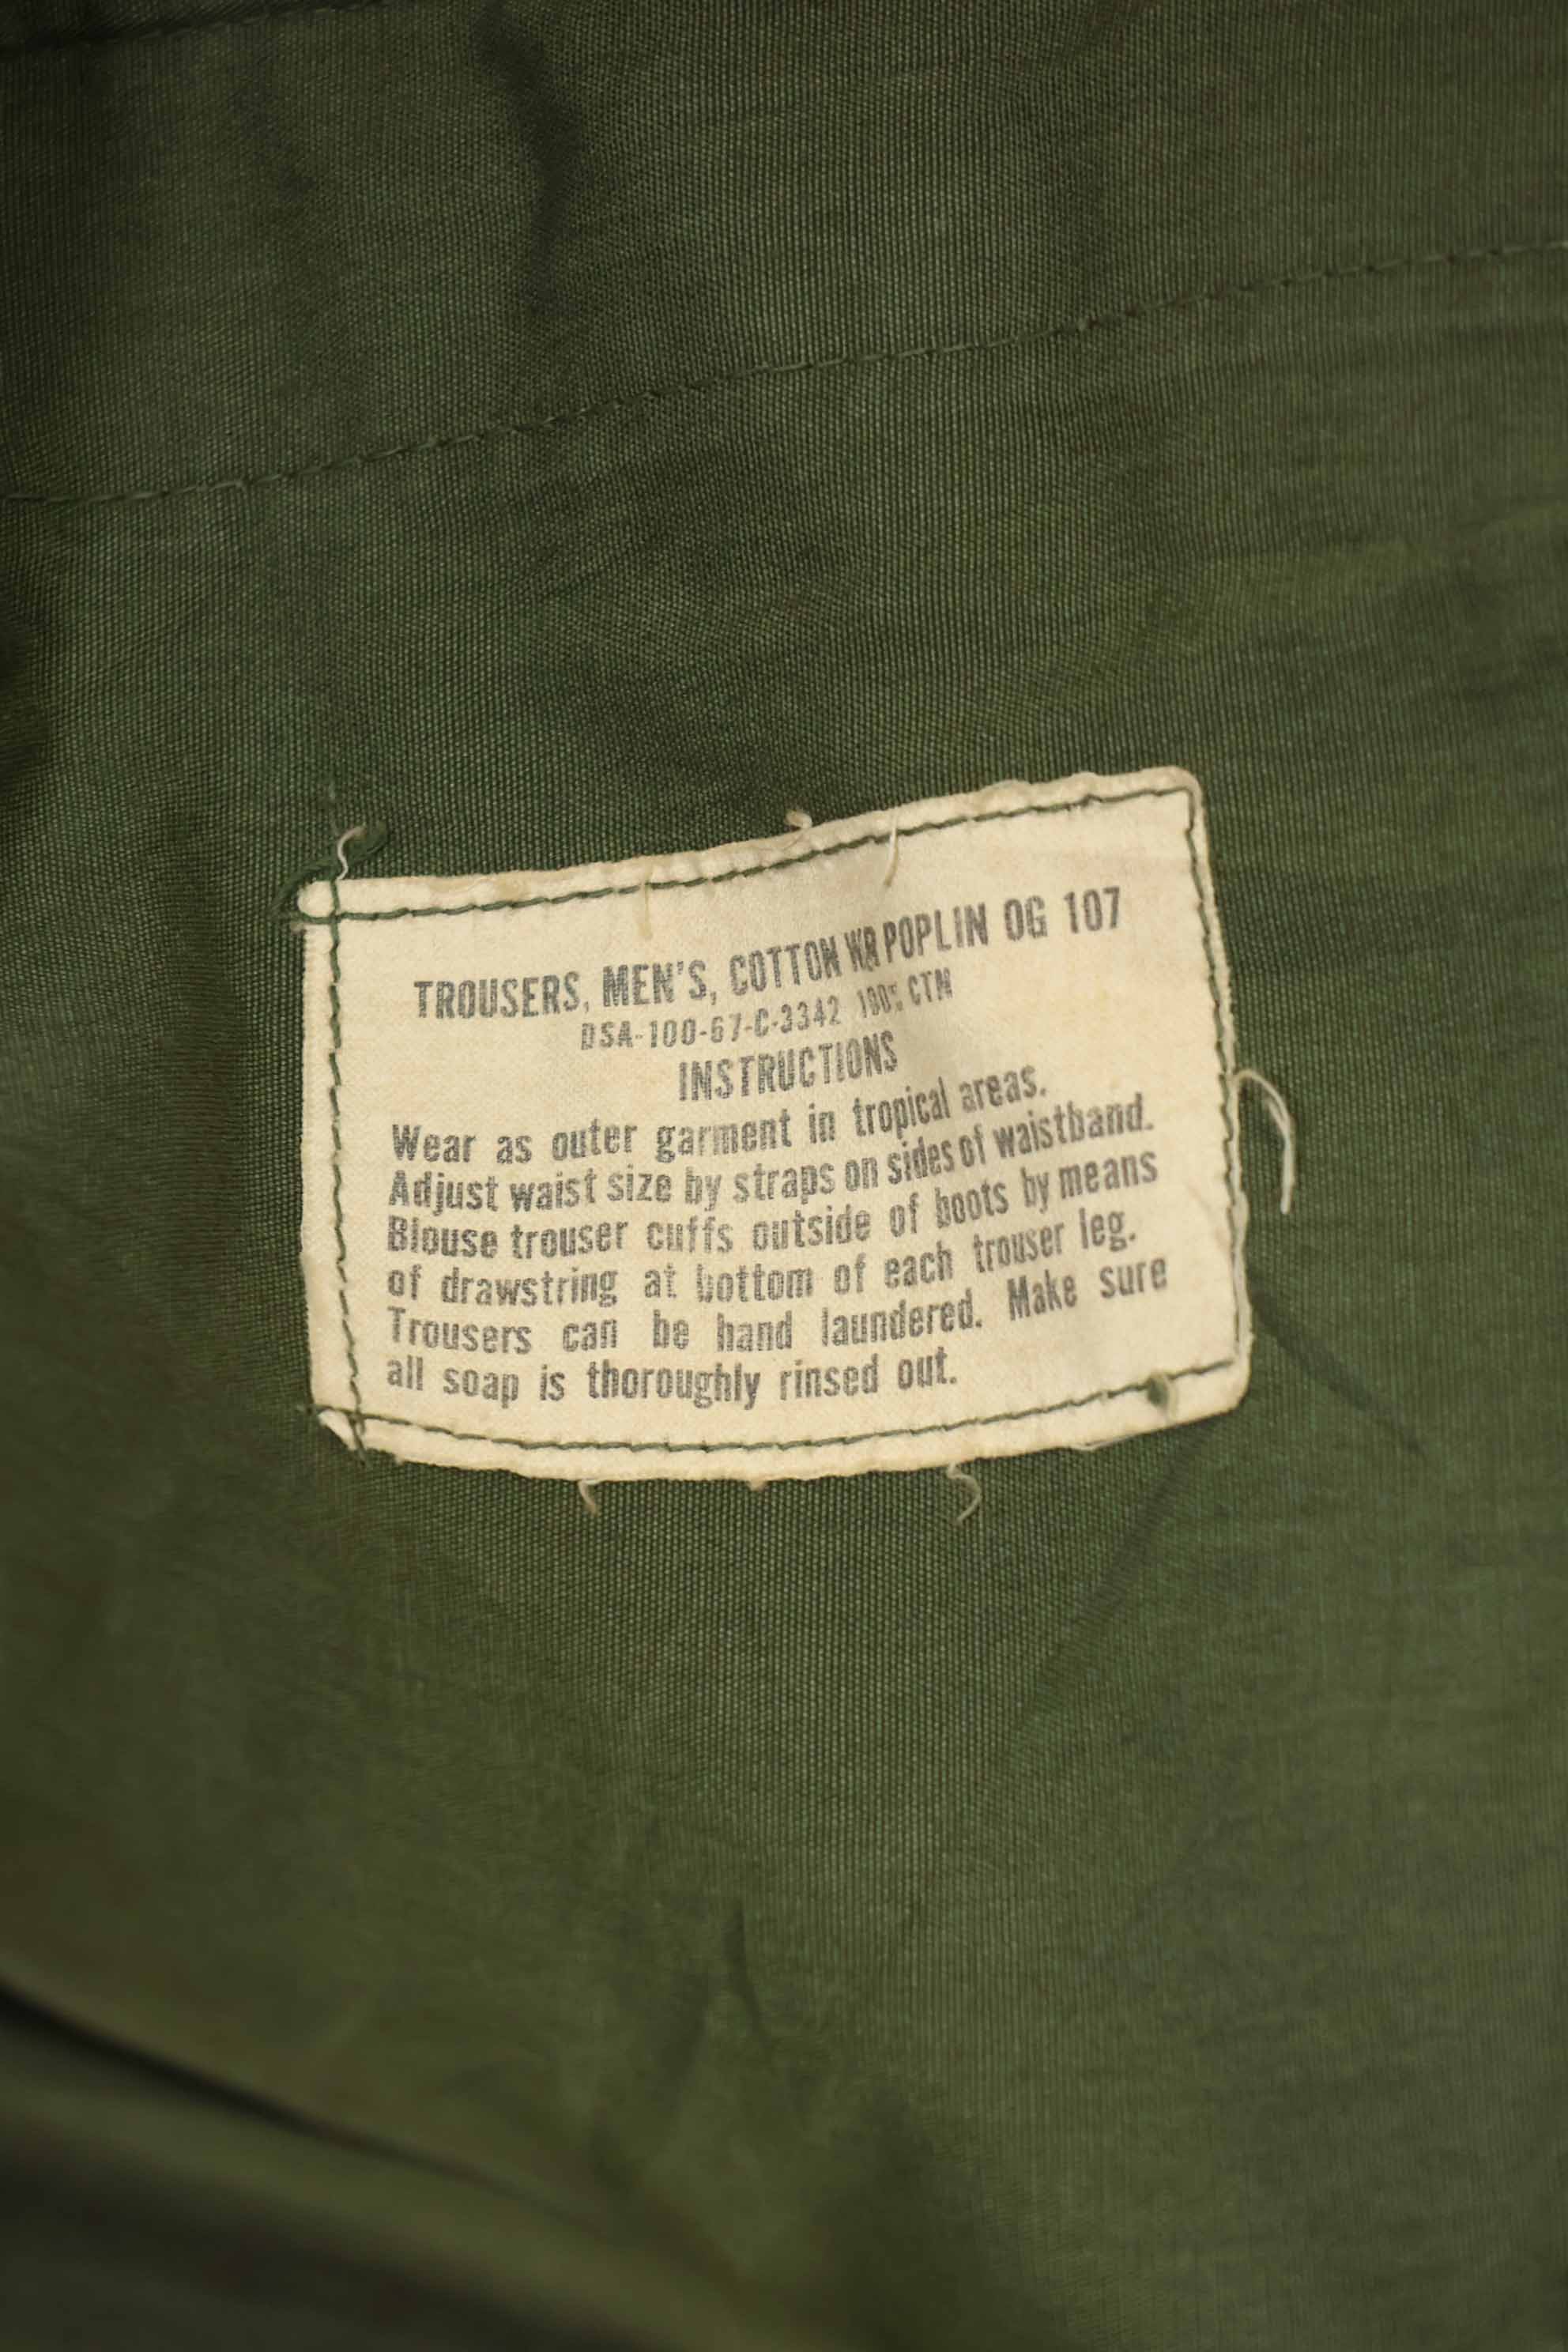 TROUSERS, MEN'S, COTTON WR POPLIN OG 107
DSA-100-67-C-3342 100% CTN
INSTRUCTIONS
Wear as outer garment in tropical areas.
Adjust waist size by straps on sides of waistband.
Blouse trouser cuffs outside of boots by means
of drawstring at bottom of each trouser leg.
Trousers can be hand laundered. Make sure
all soap is thoroughly rinsed out.